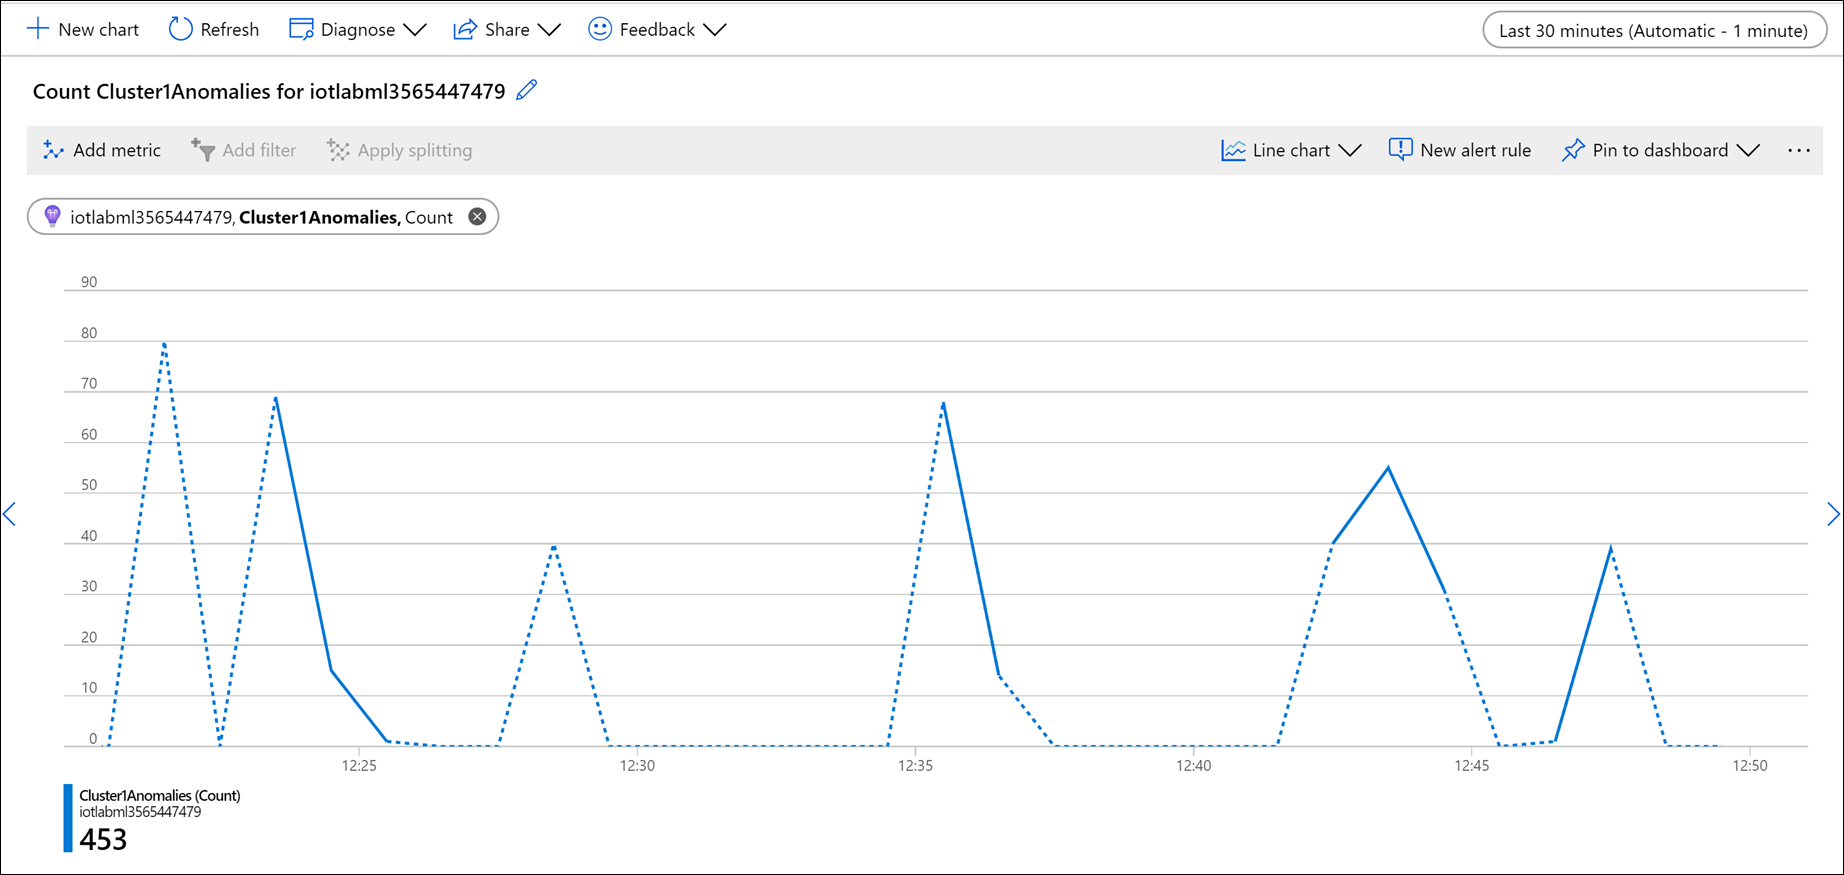 New chart Refresh Diagnose Share Feedback Last 30 minutes (Automatic - 1 minute)
Count Cluster1Anomalies for iotlabml3565447479
Add metric Add filter Apply splitting Line chart New alert rule Pin to dashboard ...
iotlabml3565447479, Cluster1Anomalies, Count
90
80
70
60
50
40
30
20
10
0
12:25 12:30 12:35 12:40 12:45 12:50
Cluster1Anomalies (Count)
iotlabml3565447479
453